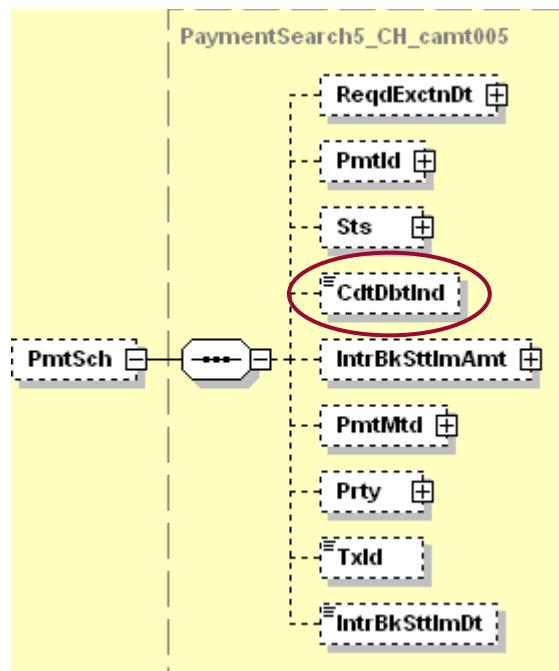 PaymentSearch5_CH_camt005
ReqdExctnDt
PmtId
Sts
CdtDbtInd
PmtSch
IntrBkSttlmAmt
PmtMtd
Prty
TxId
IntrBkSttlmDt